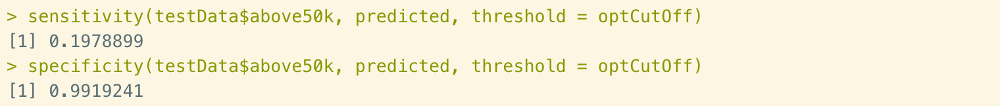 > sensitivity(testData$above50k, predicted, threshold = optCutOff)
[1] 0.1978899
> specificity(testData$above50k, predicted, threshold = optCutOff)
[1] 0.9919241